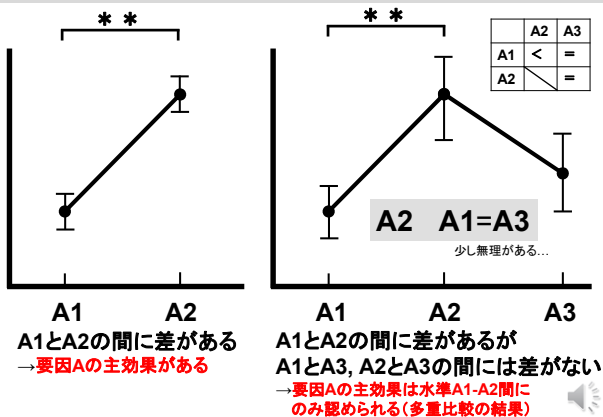 ＊＊
A1 A2
A1とA2の間に差がある
→要因Aの主効果がある
＊＊
A2 A3
A1 < =
A2 =
A2 A1=A3
少し無理がある…
A1 A2 A3
A1とA2の間に差があるが
A1とA3, A2とA3の間には差がない
→要因Aの主効果は水準A1-A2間に
のみ認められる（多重比較の結果）